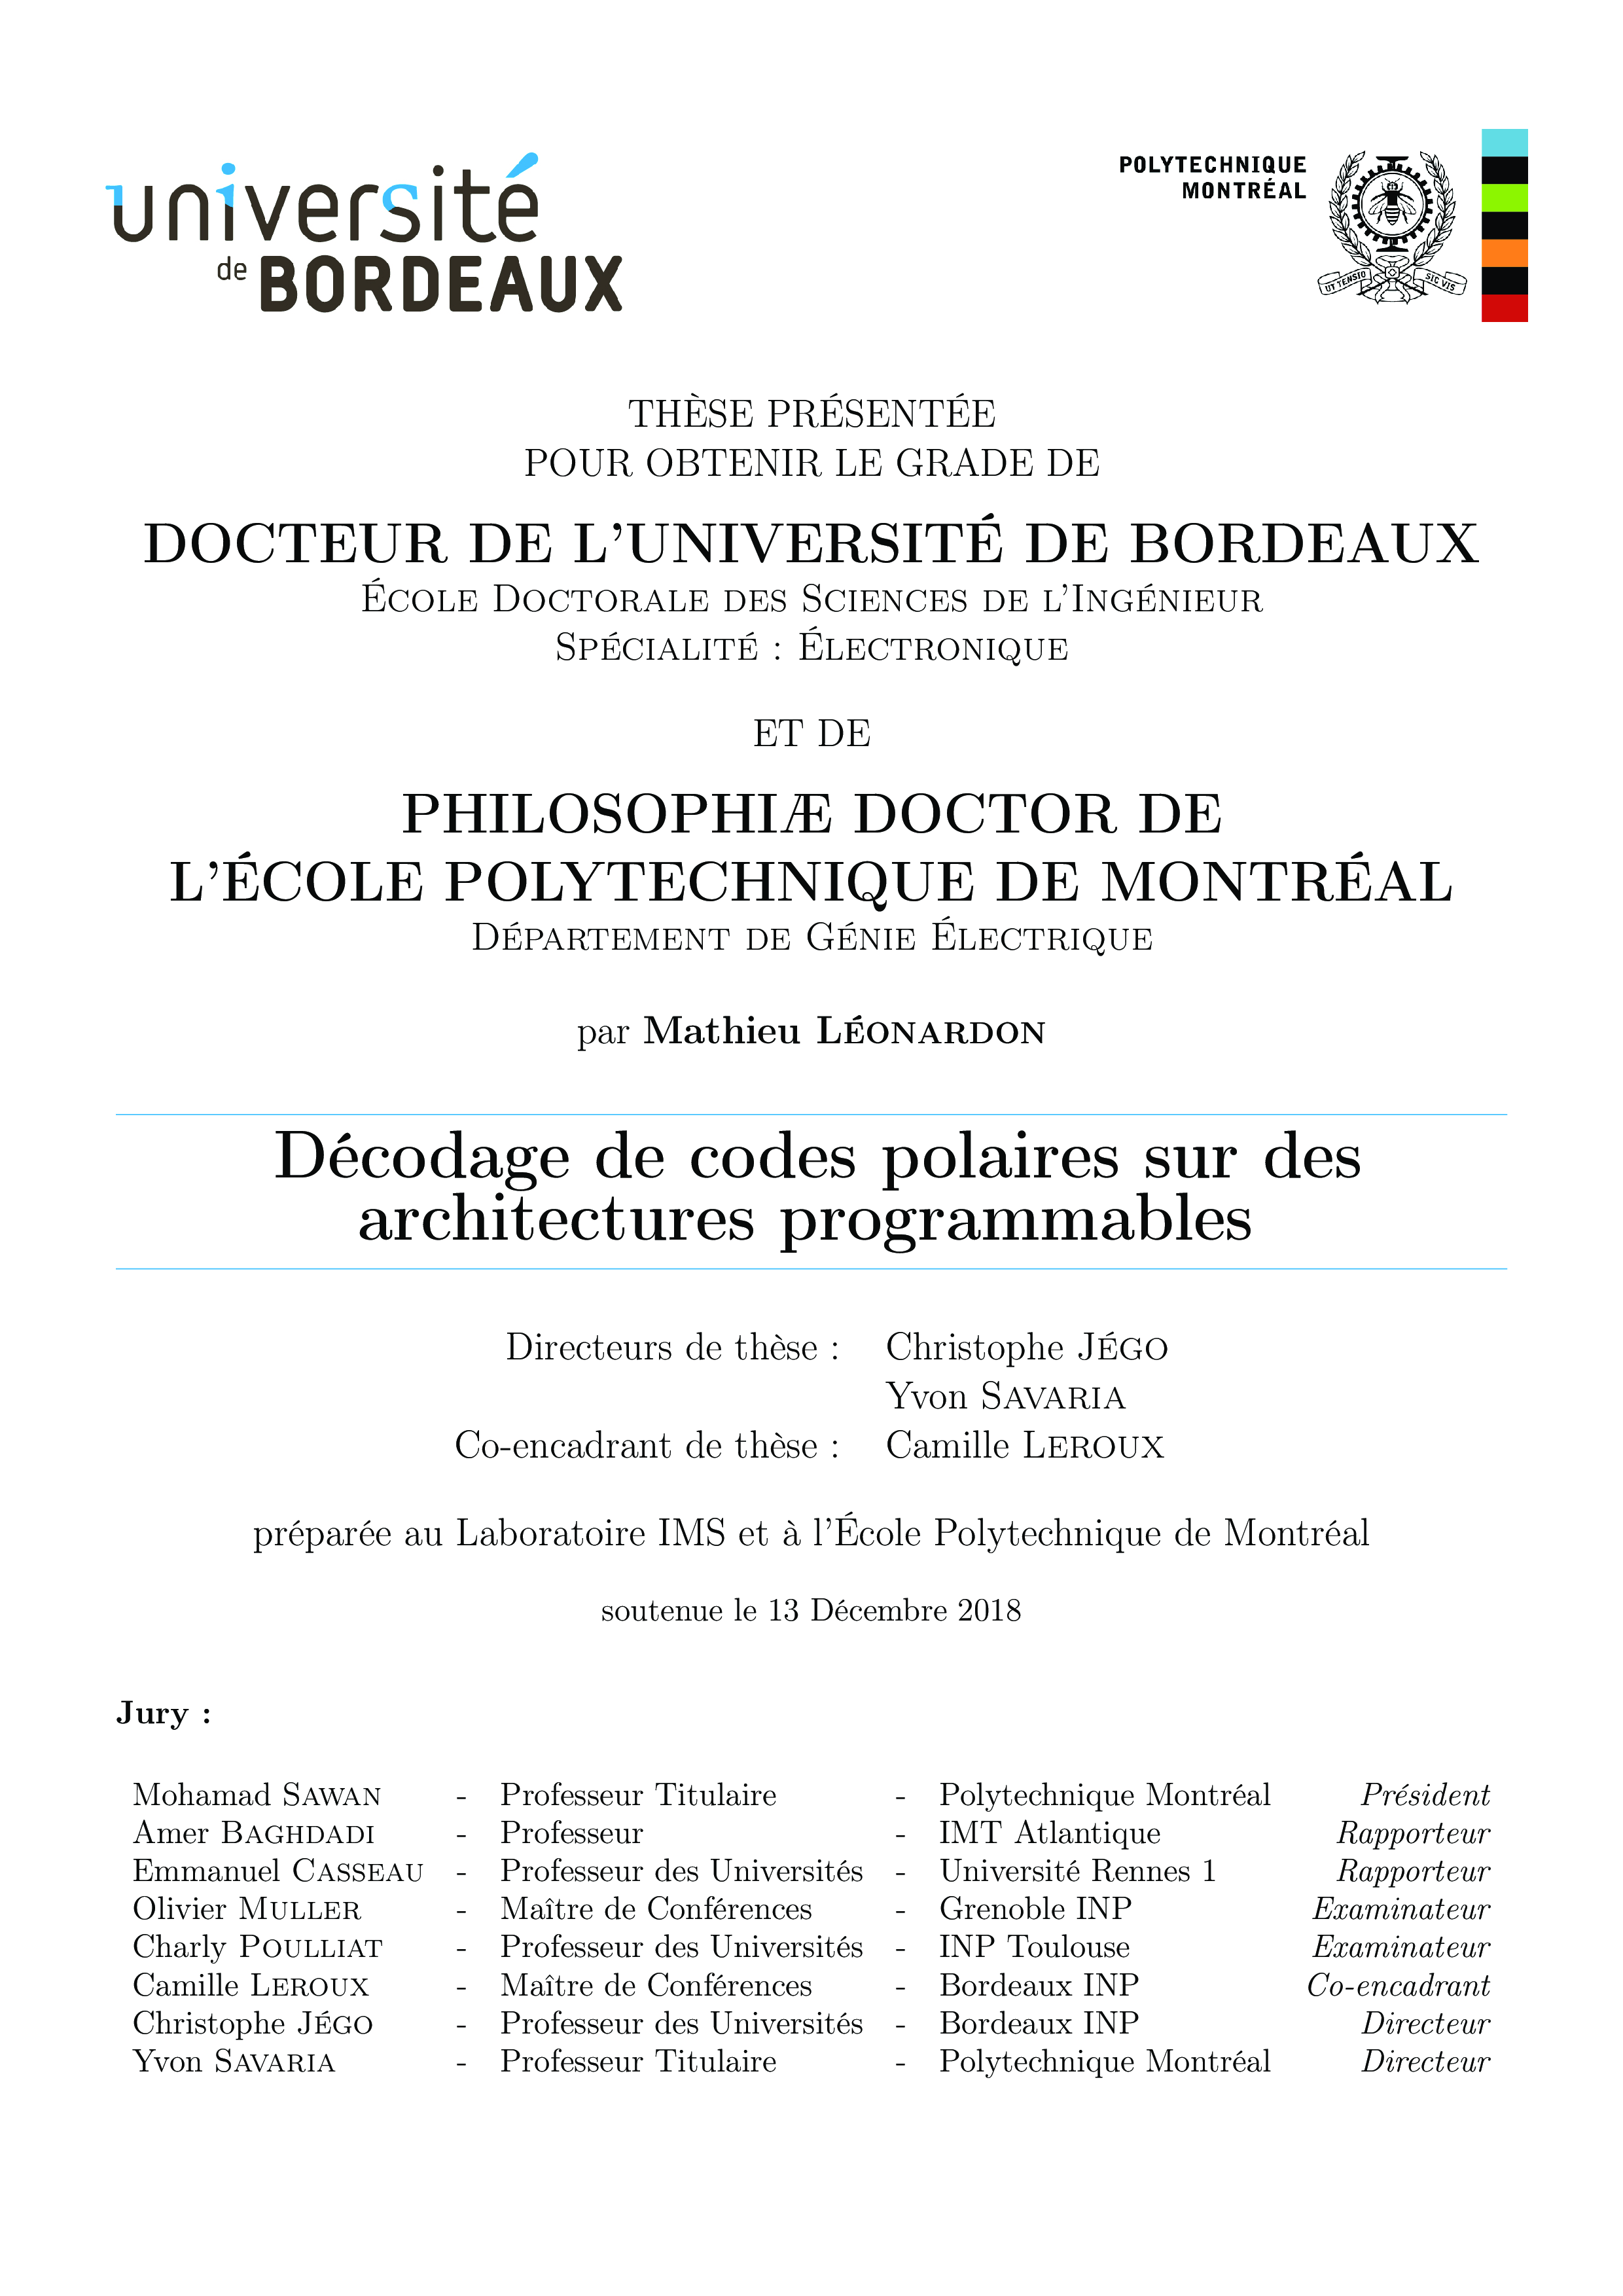 université
de BORDEAUX
POLYTECHNIQUE
MONTRÉAL
UT TENSIO SIC VIS
THÈSE PRÉSENTÉE
POUR OBTENIR LE GRADE DE
DOCTEUR DE L'UNIVERSITÉ DE BORDEAUX
École Doctorale des Sciences de l'Ingénieur
Spécialité : Électronique
ET DE
PHILOSOPHIÆ DOCTOR DE
L'ÉCOLE POLYTECHNIQUE DE MONTRÉAL
Département de Génie Électrique
par Mathieu Léonardon
Décodage de codes polaires sur des
architectures programmables
Directeurs de thèse : Christophe Jégo
Yvon Savaria
Co-encadrant de thèse : Camille Leroux
préparée au Laboratoire IMS et à l'École Polytechnique de Montréal
soutenue le 13 Décembre 2018
Jury :
Mohamad Sawan - Professeur Titulaire - Polytechnique Montréal Président
Amer Baghdadi - Professeur - IMT Atlantique Rapporteur
Emmanuel Casseau - Professeur des Universités - Université Rennes 1 Rapporteur
Olivier Muller - Maître de Conférences - Grenoble INP Examinateur
Charly Poulliat - Professeur des Universités - INP Toulouse Examinateur
Camille Leroux - Maître de Conférences - Bordeaux INP Co-encadrant
Christophe Jégo - Professeur des Universités - Bordeaux INP Directeur
Yvon Savaria - Professeur Titulaire - Polytechnique Montréal Directeur